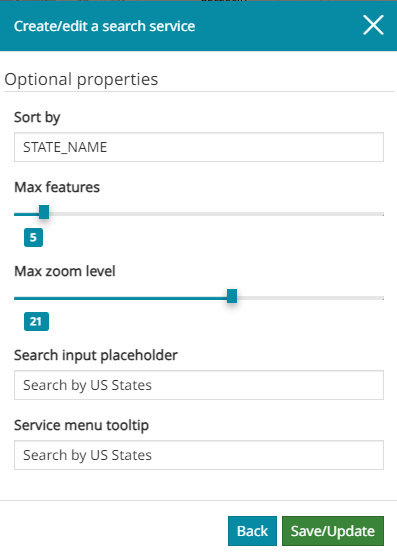 Create/edit a search service
Optional properties
Sort by
STATE_NAME
Max features
5
Max zoom level
21
Search input placeholder
Search by US States
Service menu tooltip
Search by US States
Back Save/Update